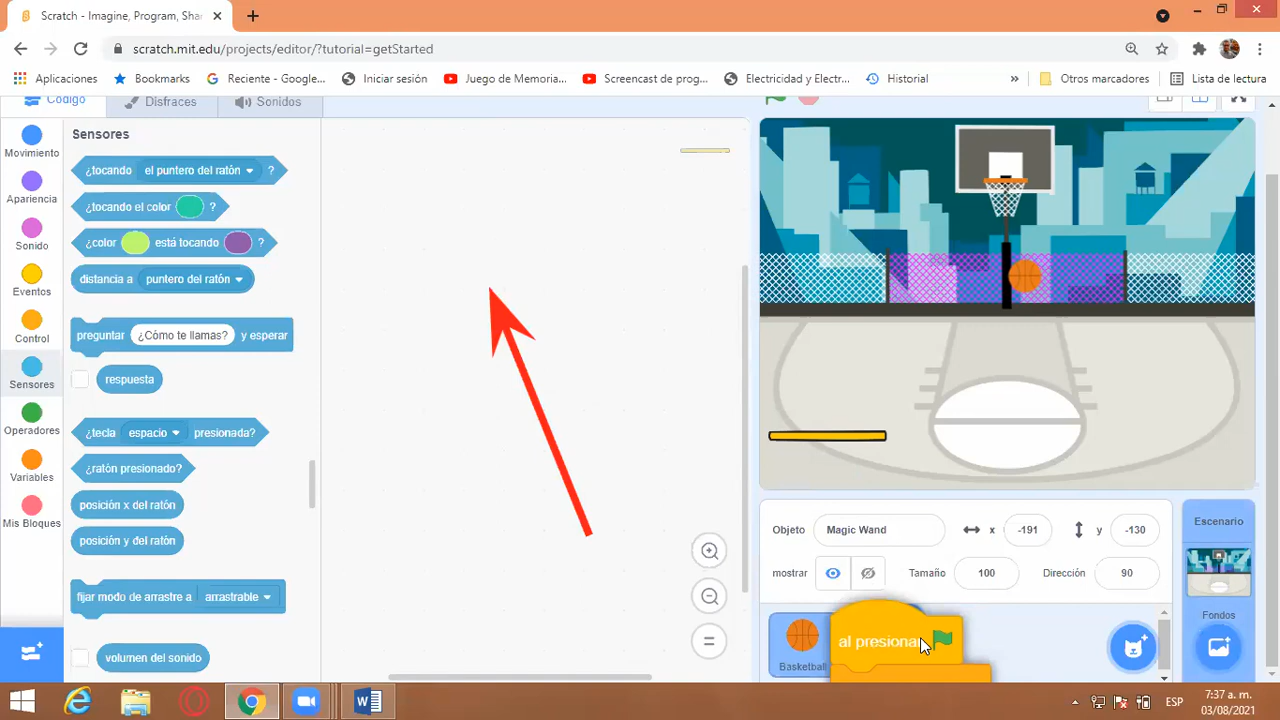 Scratch - Imagine, Program, Sha
scratch.mit.edu/projects/editor/?tutorial=getStarted
Aplicaciones
Bookmarks
Reciente - Google...
Iniciar sesión
Juego de Memoria...
Screencast de prog...
Electricidad y Electr...
Historial
»
Otros marcadores
Lista de lectura
Código
Disfraces
Sonidos
Movimiento
Apariencia
Sonido
Eventos
Control
Sensores
Operadores
Variables
Mis Bloques
Sensores
¿tocando el puntero del ratón ?
¿tocando el color ?
¿color está tocando ?
distancia a puntero del ratón
preguntar ¿Cómo te llamas? y esperar
respuesta
¿tecla espacio presionada?
¿ratón presionado?
posición x del ratón
posición y del ratón
fijar modo de arrastre a arrastrable
volumen del sonido
Objeto Magic Wand x -191 y -130
mostrar Tamaño 100 Dirección 90
Basketball
al presionar
Escenario
Fondos
ESP
7:37 a. m.
03/08/2021